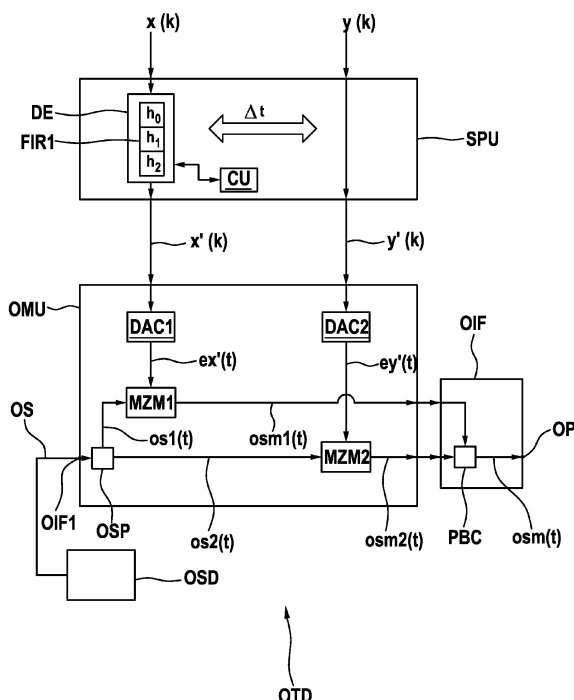 x (k)
y (k)
DE
h0
FIR1
h1
h2
Δt
SPU
CU
x' (k)
y' (k)
OMU
DAC1
DAC2
OIF
ex'(t)
ey'(t)
MZM1
OS
os1(t)
osm1(t)
OP
MZM2
OIF1
OSP
os2(t)
osm2(t)
PBC
osm(t)
OSD
OTD